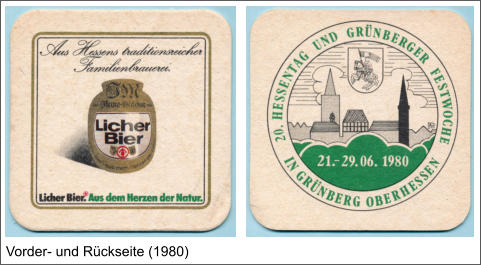 Aus Hessens traditionsreicher
Familienbrauerei.
JM
Licher
Bier
Licher Bier. Aus dem Herzen der Natur.
20. HESSENTAG UND GRÜNBERGER FESTWOCHE
21.-29.06. 1980
IN GRÜNBERG OBERHESSEN
Vorder- und Rückseite (1980)